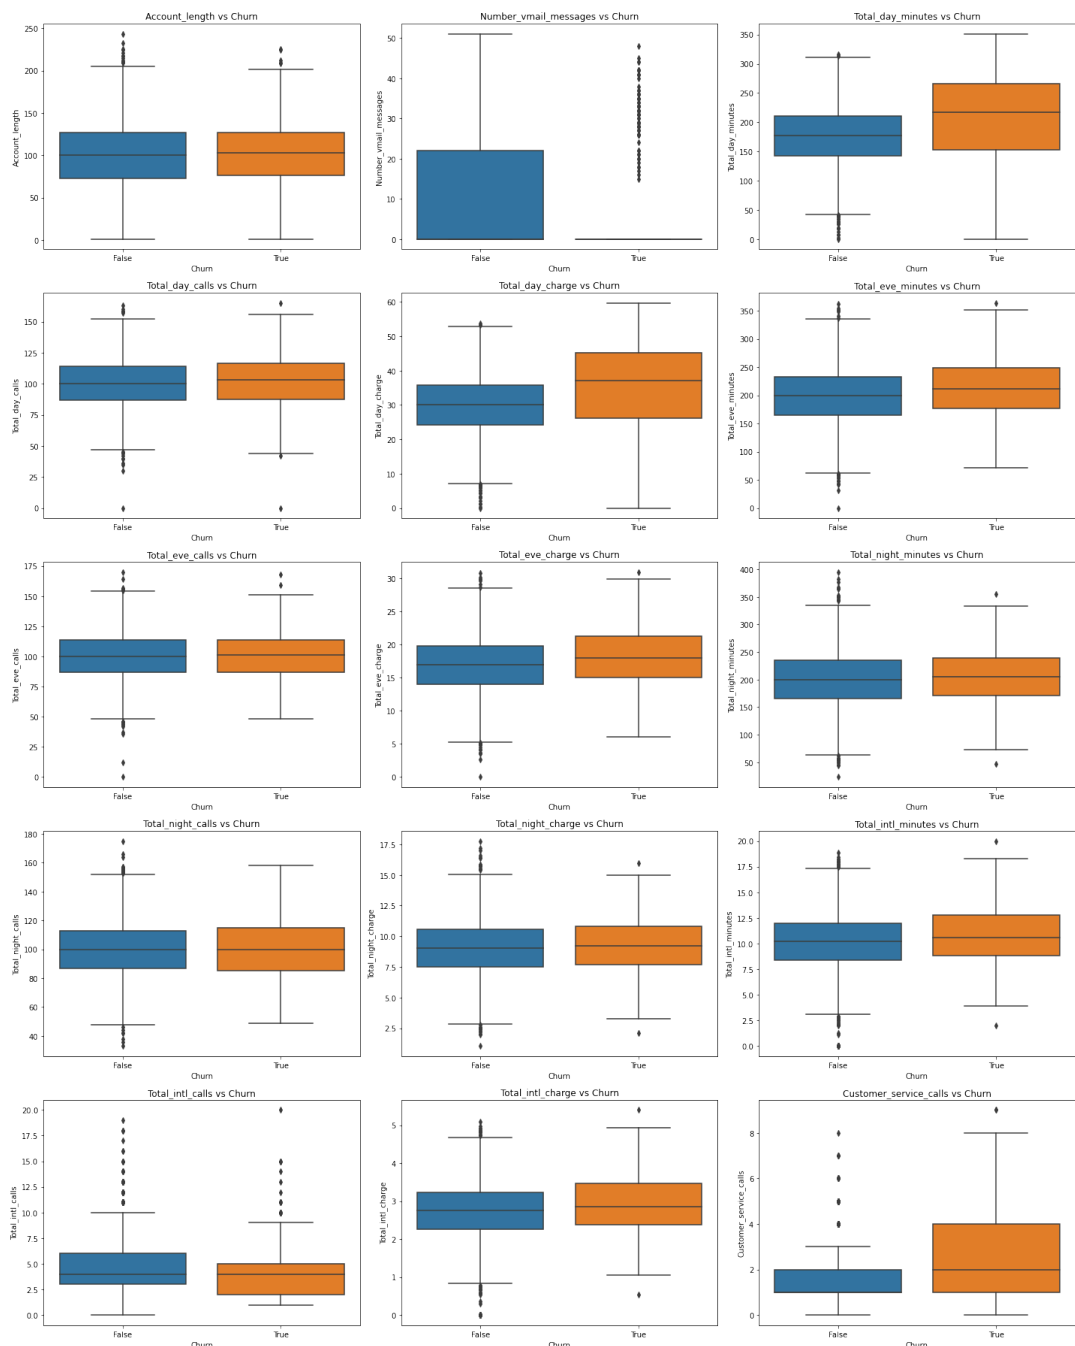 Account_length vs Churn
Account_length
250
200
150
100
50
0
False
True
Churn
Number_vmail_messages vs Churn
Number_vmail_messages
50
40
30
20
10
0
False
True
Churn
Total_day_minutes vs Churn
Total_day_minutes
350
300
250
200
150
100
50
0
False
True
Churn
Total_day_calls vs Churn
Total_day_calls
150
125
100
75
50
25
0
False
True
Churn
Total_day_charge vs Churn
Total_day_charge
60
50
40
30
20
10
0
False
True
Churn
Total_eve_minutes vs Churn
Total_eve_minutes
350
300
250
200
150
100
50
0
False
True
Churn
Total_eve_calls vs Churn
Total_eve_calls
175
150
125
100
75
50
25
0
False
True
Churn
Total_eve_charge vs Churn
Total_eve_charge
30
25
20
15
10
5
0
False
True
Churn
Total_night_minutes vs Churn
Total_night_minutes
400
350
300
250
200
150
100
50
False
True
Churn
Total_night_calls vs Churn
Total_night_calls
180
160
140
120
100
80
60
40
False
True
Churn
Total_night_charge vs Churn
Total_night_charge
17.5
15.0
12.5
10.0
7.5
5.0
2.5
False
True
Churn
Total_intl_minutes vs Churn
Total_intl_minutes
20.0
17.5
15.0
12.5
10.0
7.5
5.0
2.5
0.0
False
True
Churn
Total_intl_calls vs Churn
Total_intl_calls
20.0
17.5
15.0
12.5
10.0
7.5
5.0
2.5
0.0
False
True
Churn
Total_intl_charge vs Churn
Total_intl_charge
5
4
3
2
1
0
False
True
Churn
Customer_service_calls vs Churn
Customer_service_calls
8
6
4
2
0
False
True
Churn